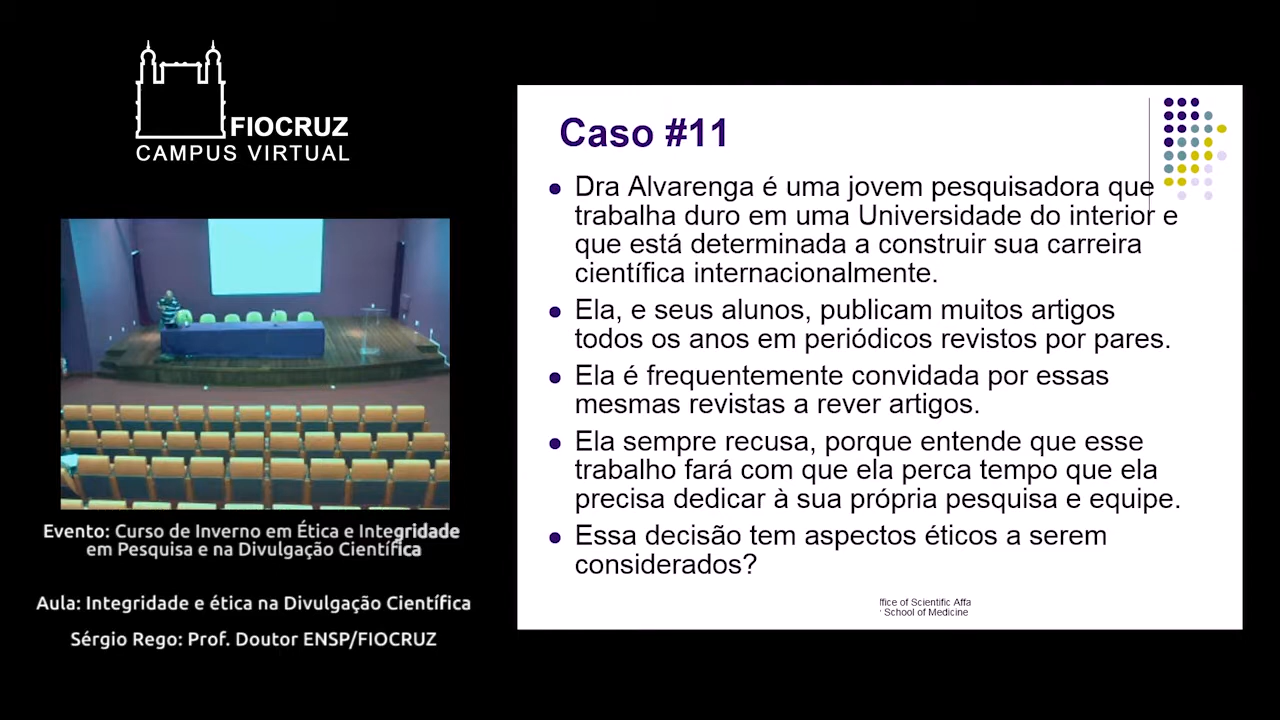 FIOCRUZ
CAMPUS VIRTUAL
Evento: Curso de Inverno em Ética e Integridade
em Pesquisa e na Divulgação Científica
Aula: Integridade e ética na Divulgação Científica
Sérgio Rego: Prof. Doutor ENSP/FIOCRUZ
Caso #11
• Dra Alvarenga é uma jovem pesquisadora que
trabalha duro em uma Universidade do interior e
que está determinada a construir sua carreira
científica internacionalmente.
• Ela, e seus alunos, publicam muitos artigos
todos os anos em periódicos revistos por pares.
• Ela é frequentemente convidada por essas
mesmas revistas a rever artigos.
• Ela sempre recusa, porque entende que esse
trabalho fará com que ela perca tempo que ela
precisa dedicar à sua própria pesquisa e equipe.
• Essa decisão tem aspectos éticos a serem
considerados?
ffice of Scientific Affa
School of Medicine